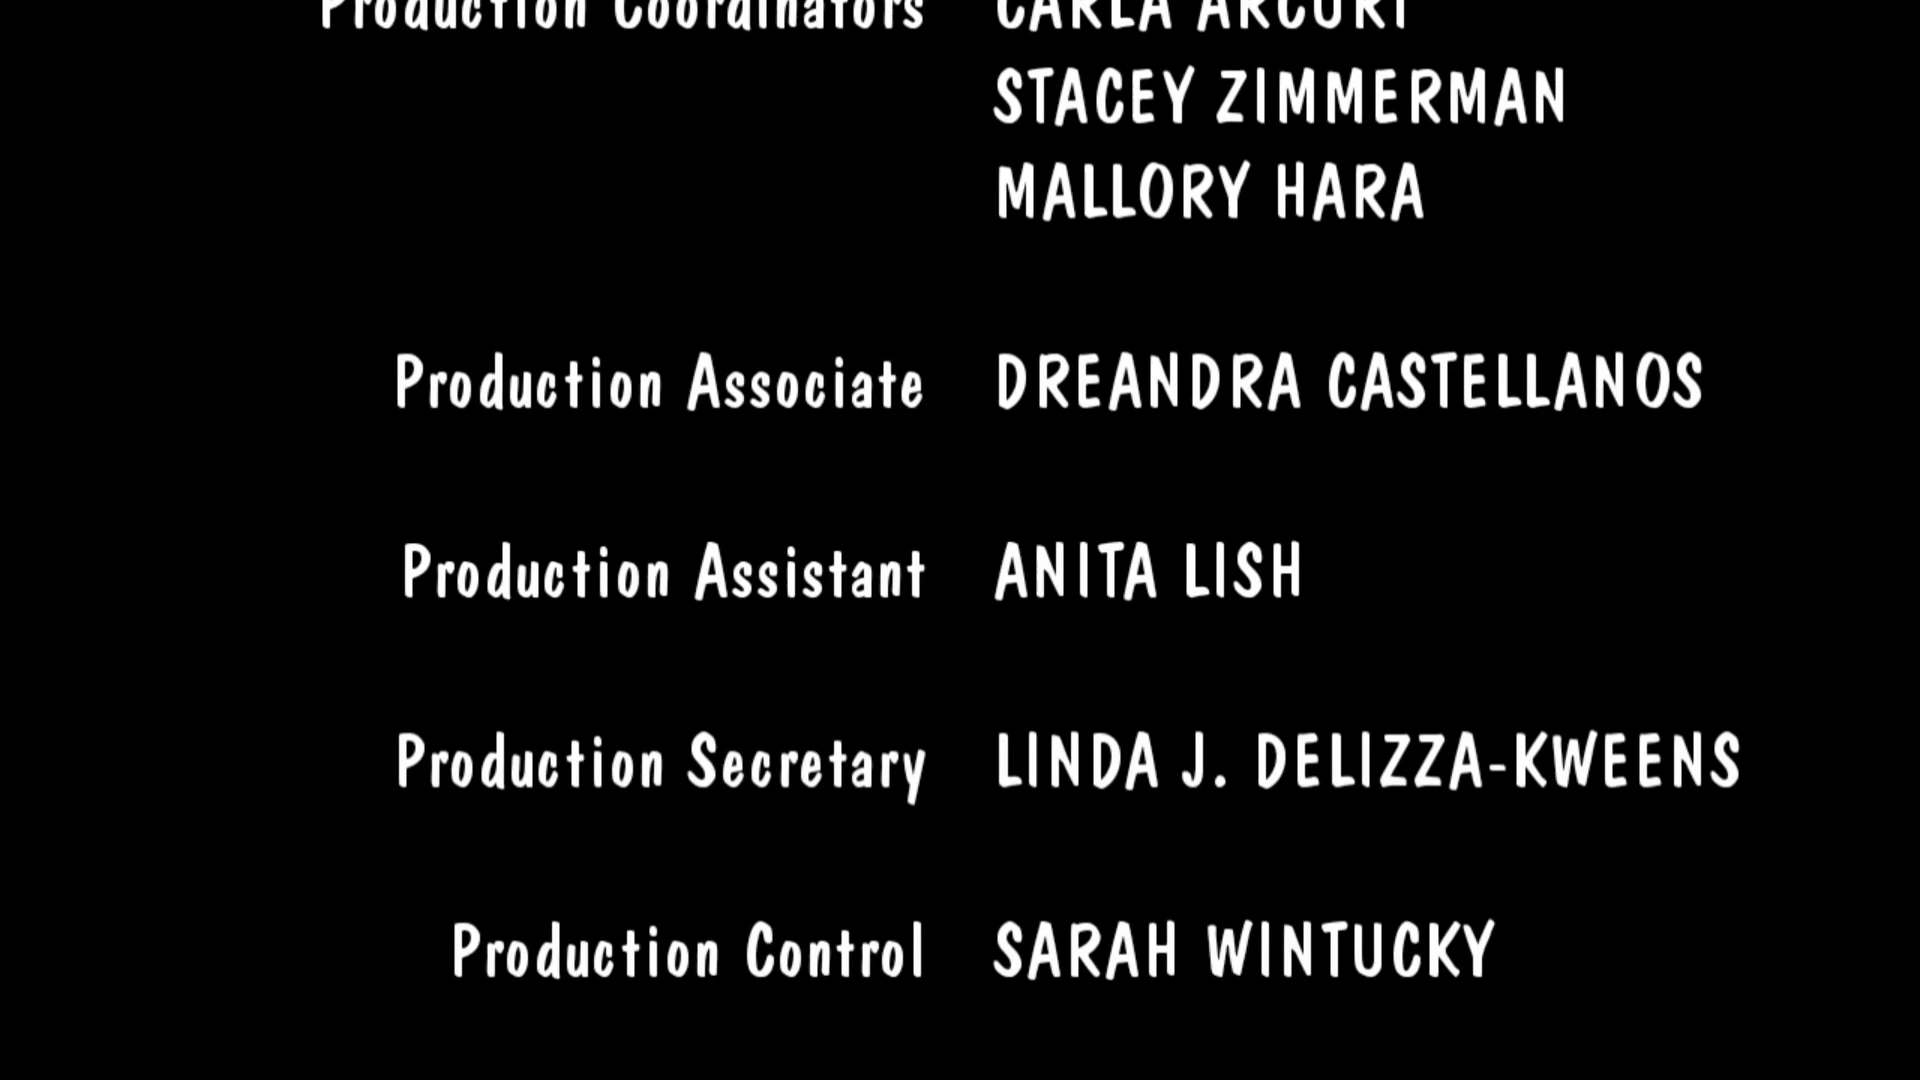 Production Coordinators CARLA ARCURI
STACEY ZIMMERMAN
MALLORY HARA
Production Associate DREANDRA CASTELLANOS
Production Assistant ANITA LISH
Production Secretary LINDA J. DELIZZA-KWEENS
Production Control SARAH WINTUCKY